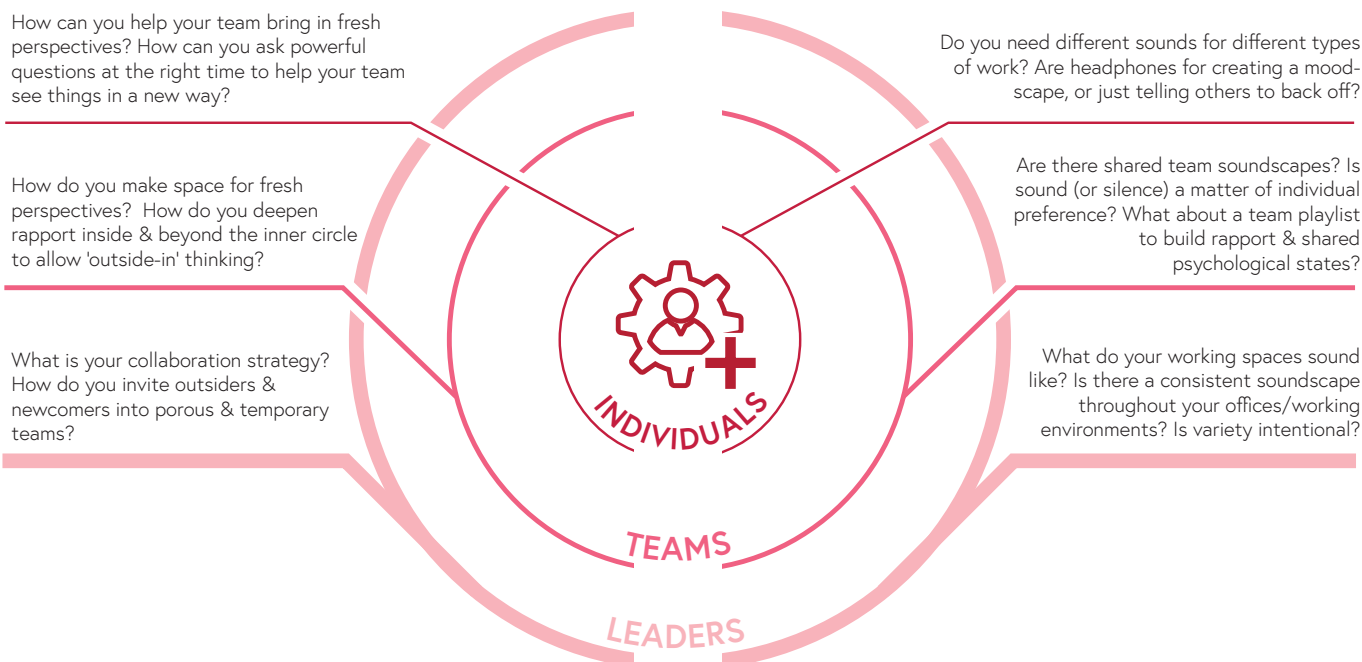 How can you help your team bring in fresh
perspectives? How can you ask powerful
questions at the right time to help your team
see things in a new way?
How do you make space for fresh
perspectives?  How do you deepen
rapport inside & beyond the inner circle
to allow 'outside-in' thinking?
What is your collaboration strategy?
How do you invite outsiders &
newcomers into porous & temporary
teams?
Do you need different sounds for different types
of work? Are headphones for creating a mood-
scape, or just telling others to back off?
Are there shared team soundscapes? Is
sound (or silence) a matter of individual
preference? What about a team playlist
to build rapport & shared
psychological states?
What do your working spaces sound
like? Is there a consistent soundscape
throughout your offices/working
environments? Is variety intentional?
INDIVIDUALS
TEAMS
LEADERS